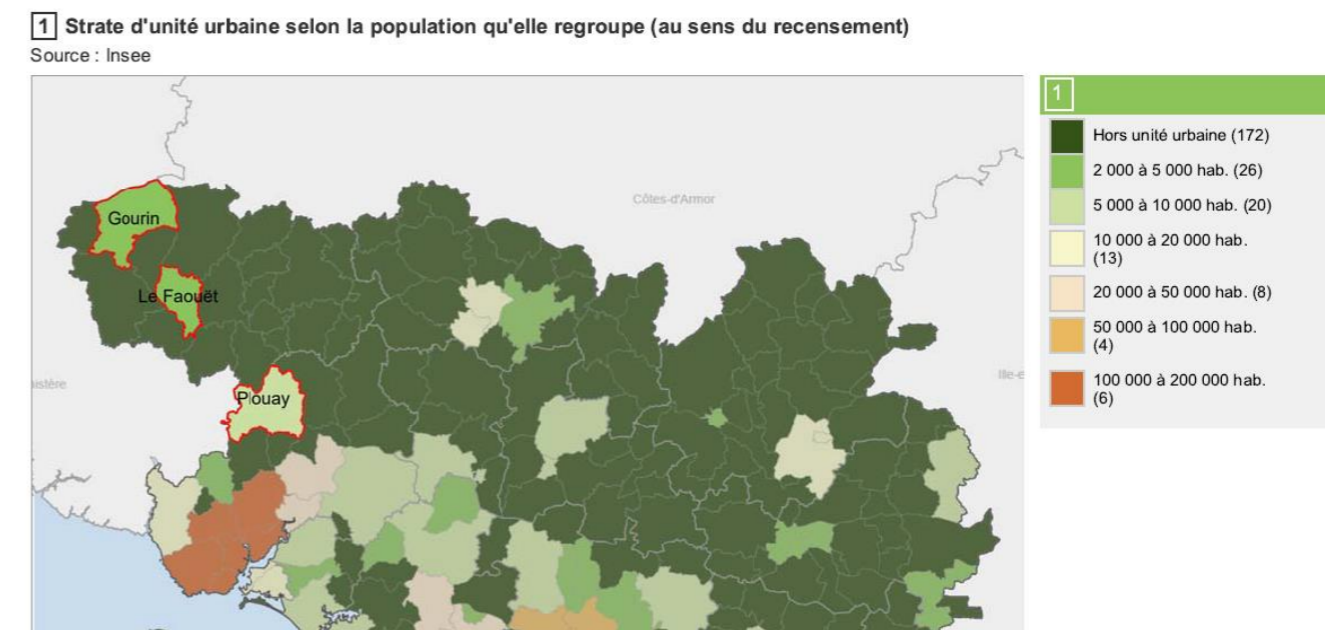 1 Strate d'unité urbaine selon la population qu'elle regroupe (au sens du recensement)
Source : Insee
1
Hors unité urbaine (172)
2 000 à 5 000 hab. (26)
5 000 à 10 000 hab. (20)
10 000 à 20 000 hab.
(13)
20 000 à 50 000 hab. (8)
50 000 à 100 000 hab.
(4)
100 000 à 200 000 hab.
(6)
Côtes-d'Armor
Gourin
Le Faouët
Ille-e
nistère
Plouay